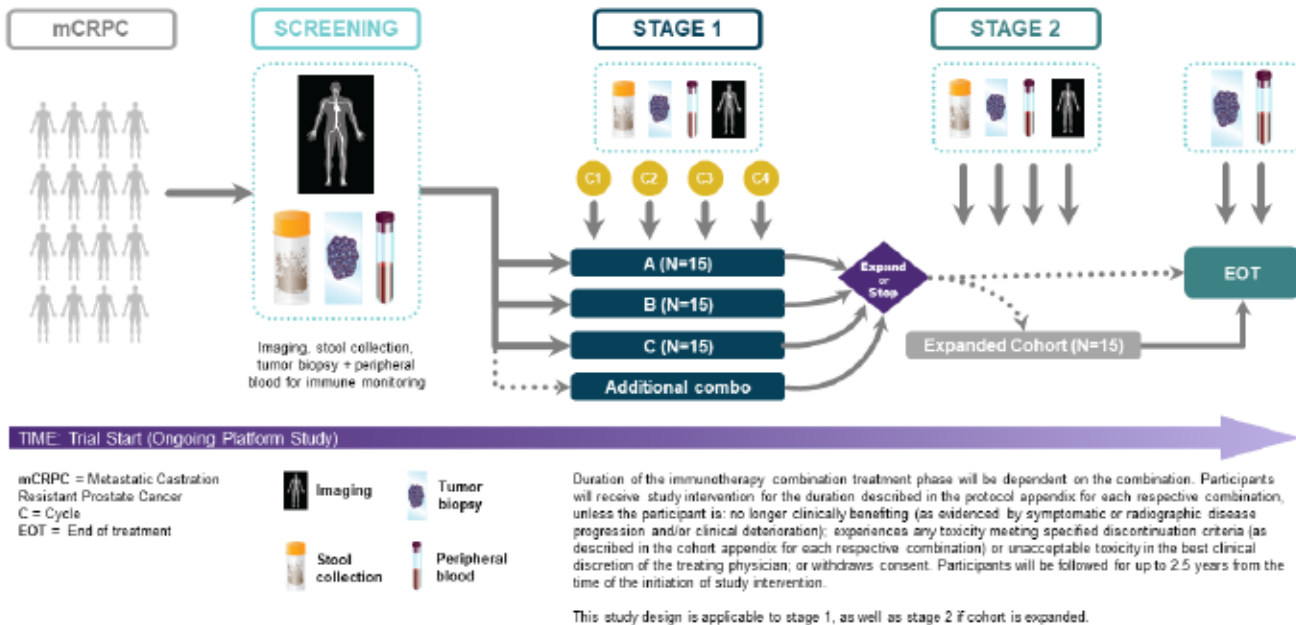 mCRPC
SCREENING
STAGE 1
STAGE 2
C1
C2
C3
C4
A (N=15)
B (N=15)
C (N=15)
Additional combo
Expand
or
Stop
EOT
Expanded Cohort (N=15)
Imaging, stool collection,
tumor biopsy + peripheral
blood for immune monitoring
TIME: Trial Start (Ongoing Platform Study)
mCRPC = Metastatic Castration
Resistant Prostate Cancer
C = Cycle
EOT = End of treatment
Imaging
Tumor
biopsy
Stool
collection
Peripheral
blood
Duration of the immunotherapy combination treatment phase will be dependent on the combination. Participants
will receive study intervention for the duration described in the protocol appendix for each respective combination,
unless the participant is: no longer clinically benefiting (as evidenced by symptomatic or radiographic disease
progression and/or clinical deterioration); experiences any toxicity meeting specified discontinuation criteria (as
described in the cohort appendix for each respective combination) or unacceptable toxicity in the best clinical
discretion of the treating physician; or withdraws consent. Participants will be followed for up to 2.5 years from the
time of the initiation of study intervention.
This study design is applicable to stage 1, as well as stage 2 if cohort is expanded.